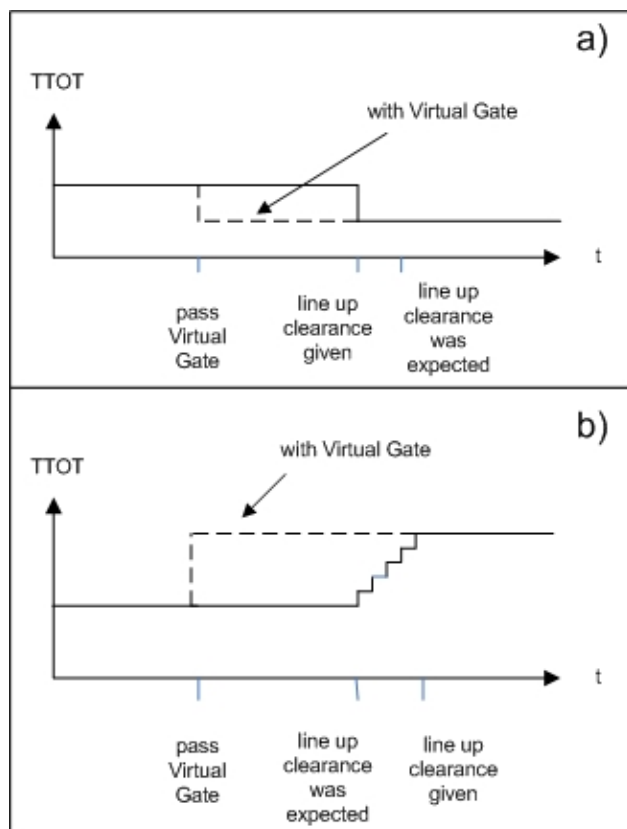 a)
TTOT
with Virtual Gate
t
pass
Virtual
Gate
line up
clearance
given
line up
clearance
was
expected
b)
with Virtual Gate
TTOT
t
pass
Virtual
Gate
line up
clearance
was
expected
line up
clearance
given